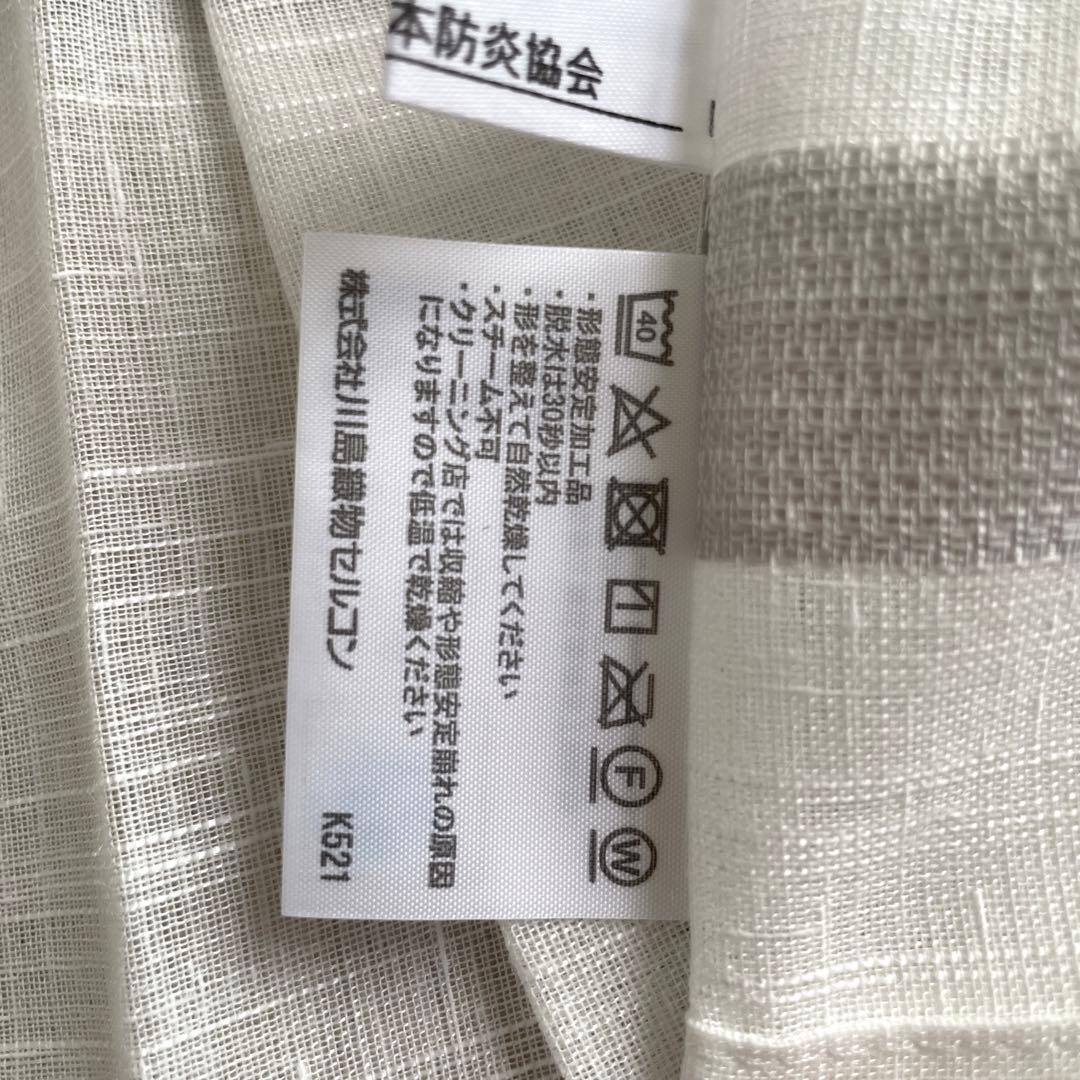 本防炎協会
40
F
W
・形態安定加工品
・脱水は30秒以内
・形を整えて自然乾燥してください
・スチーム不可
・クリーニング店では収縮や形態安定崩れの原因
になりますので低温で乾燥ください
株式会社川島織物セルコン
K521